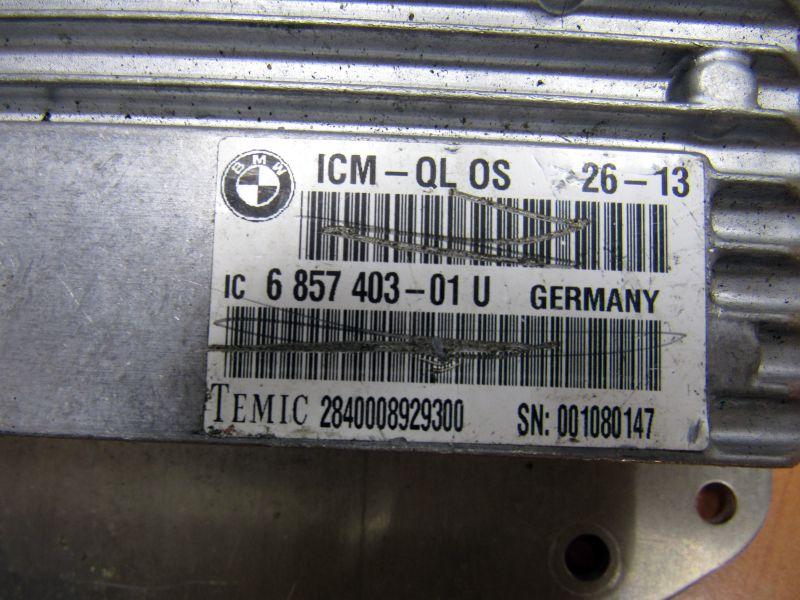 BMW
ICM-QL OS 26-13
IC 6 857 403-01 U GERMANY
TEMIC 2840008929300 SN: 001080147